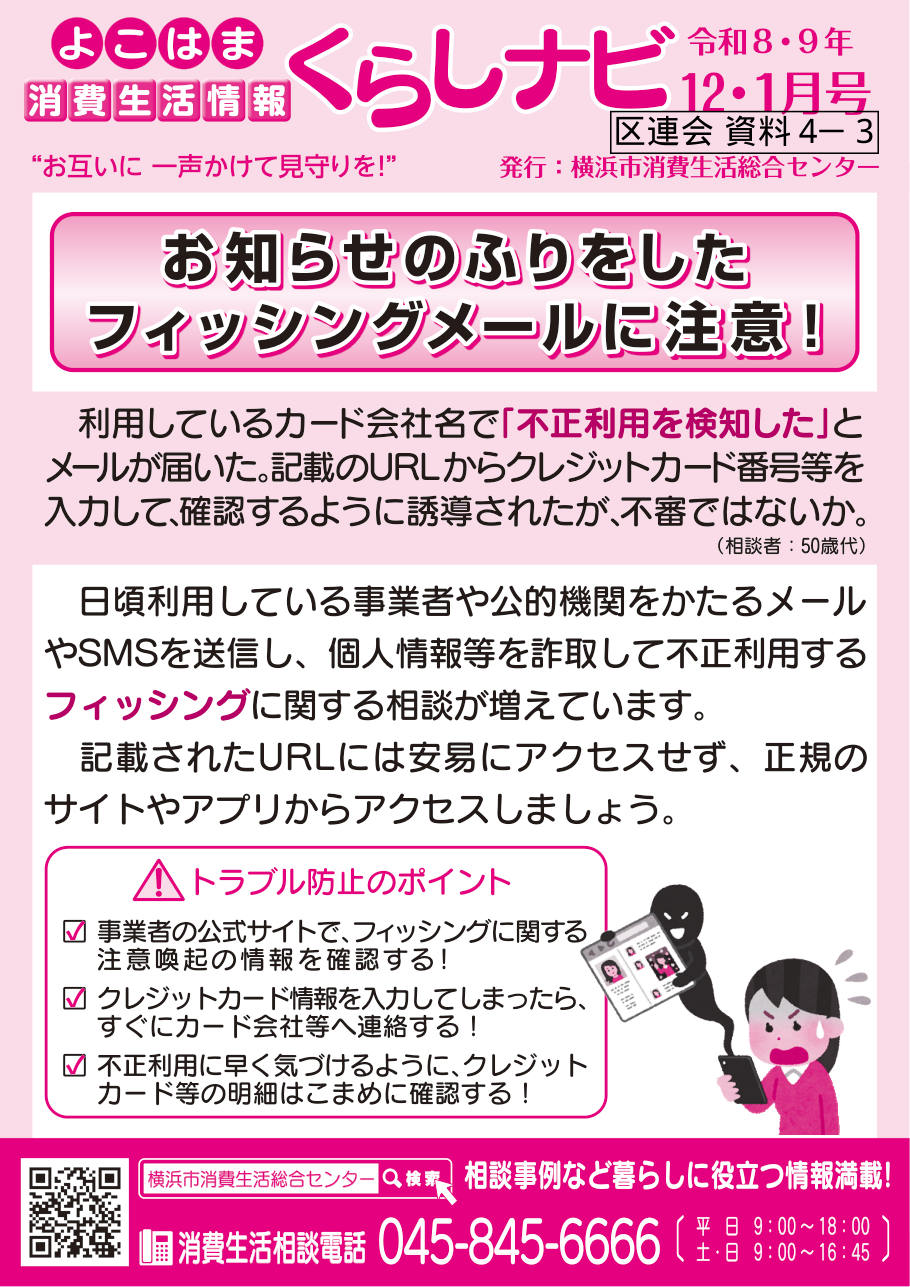 よこはま
消費生活情報
くらしナビ
令和8・9年
12・1月号
区連会 資料4－3
“お互いに 一声かけて見守りを!”
発行：横浜市消費生活総合センター
お知らせのふりをした
フィッシングメールに注意！
利用しているカード会社名で「不正利用を検知した」と
メールが届いた。記載のURLからクレジットカード番号等を
入力して、確認するように誘導されたが、不審ではないか。
（相談者：50歳代）
日頃利用している事業者や公的機関をかたるメール
やSMSを送信し、個人情報等を詐取して不正利用する
フィッシングに関する相談が増えています。
記載されたURLには安易にアクセスせず、正規の
サイトやアプリからアクセスしましょう。
トラブル防止のポイント
事業者の公式サイトで、フィッシングに関する
注意喚起の情報を確認する！
クレジットカード情報を入力してしまったら、
すぐにカード会社等へ連絡する！
不正利用に早く気づけるように、クレジット
カード等の明細はこまめに確認する！
横浜市消費生活総合センター 検索
相談事例など暮らしに役立つ情報満載!
消費生活相談電話 045-845-6666
平 日 9：00～18：00
土・日 9：00～16：45